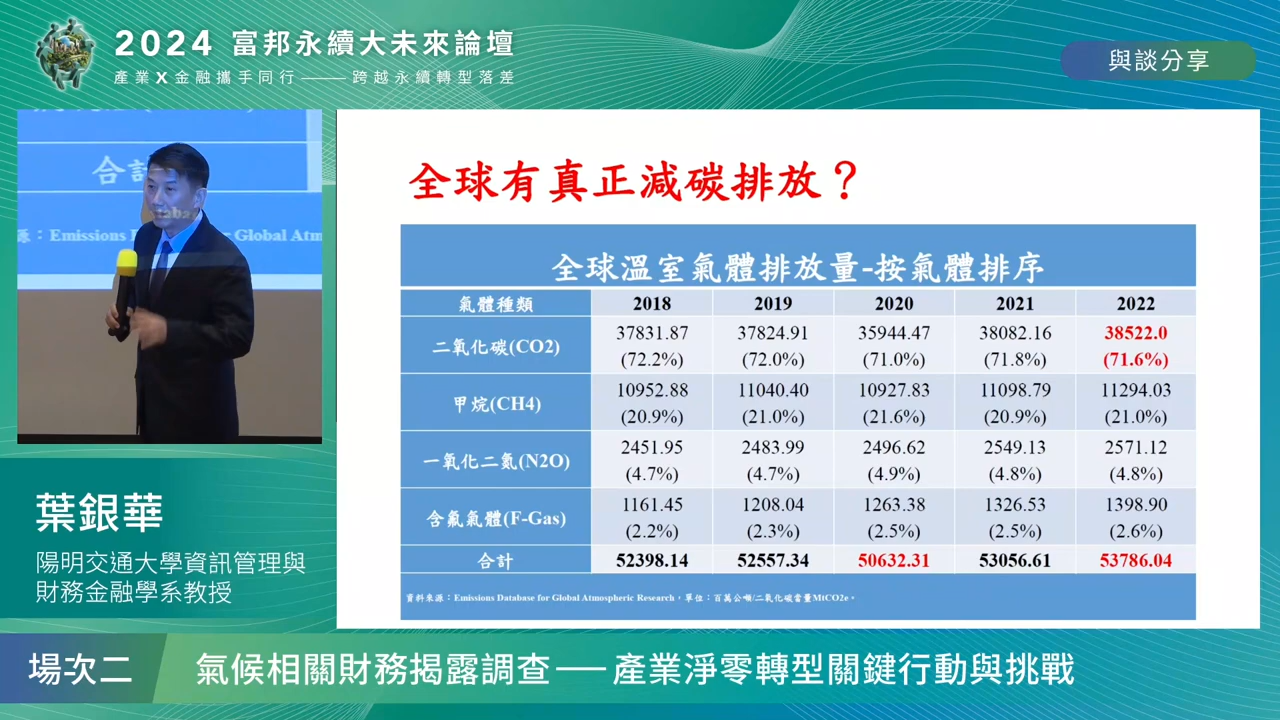 2024 富邦永續大未來論壇
產業X金融攜手同行——跨越永續轉型落差
與談分享
合計
源：Emissions Global Atm
全球有真正減碳排放？
全球溫室氣體排放量-按氣體排序
氣體種類 2018 2019 2020 2021 2022
二氧化碳(CO2) 37831.87 37824.91 35944.47 38082.16 38522.0
(72.2%) (72.0%) (71.0%) (71.8%) (71.6%)
甲烷(CH4) 10952.88 11040.40 10927.83 11098.79 11294.03
(20.9%) (21.0%) (21.6%) (20.9%) (21.0%)
一氧化二氮(N2O) 2451.95 2483.99 2496.62 2549.13 2571.12
(4.7%) (4.7%) (4.9%) (4.8%) (4.8%)
含氟氣體(F-Gas) 1161.45 1208.04 1263.38 1326.53 1398.90
(2.2%) (2.3%) (2.5%) (2.5%) (2.6%)
合計 52398.14 52557.34 50632.31 53056.61 53786.04
資料來源：Emissions Database for Global Atmospheric Research，單位：百萬公噸/二氧化碳當量MtCO2e。
葉銀華
陽明交通大學資訊管理與
財務金融學系教授
場次二
氣候相關財務揭露調查——產業淨零轉型關鍵行動與挑戰